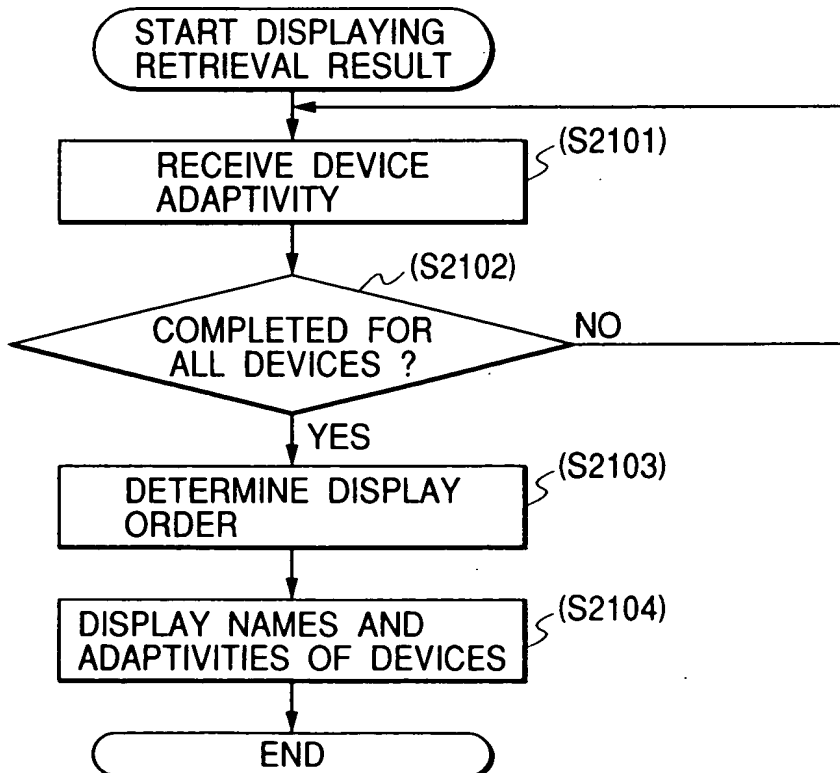 START DISPLAYING
RETRIEVAL RESULT
RECEIVE DEVICE
ADAPTIVITY
(S2101)
(S2102)
COMPLETED FOR
ALL DEVICES ?
NO
YES
DETERMINE DISPLAY
ORDER
(S2103)
DISPLAY NAMES AND
ADAPTIVITIES OF DEVICES
(S2104)
END